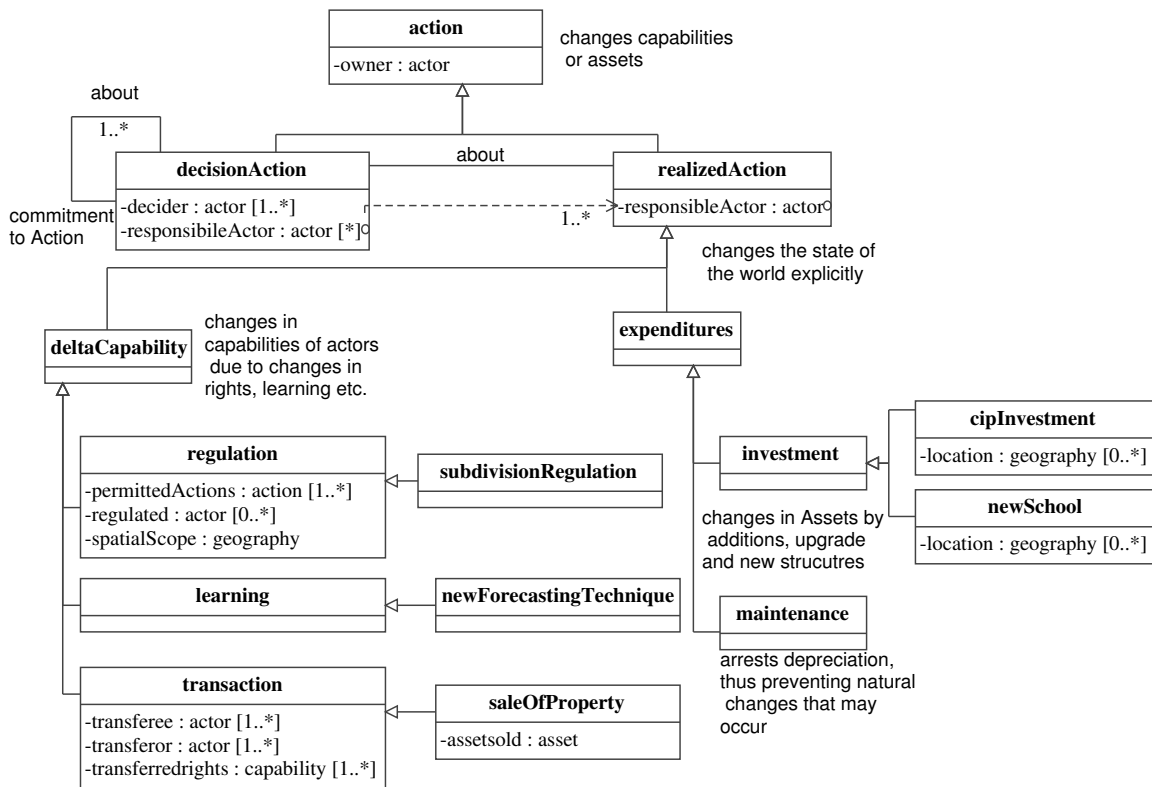 action
-owner : actor
changes capabilities
or assets
about
1..*
decisionAction
-decider : actor [1..*]
-responsibileActor : actor [*]
about
1..*
realizedAction
-responsibleActor : actor
commitment
to Action
changes the state of
the world explicitly
deltaCapability
changes in
capabilities of actors
due to changes in
rights, learning etc.
expenditures
regulation
-permittedActions : action [1..*]
-regulated : actor [0..*]
-spatialScope : geography
subdivisionRegulation
investment
cipInvestment
-location : geography [0..*]
newSchool
-location : geography [0..*]
changes in Assets by
additions, upgrade
and new strucutres
learning
newForecastingTechnique
maintenance
arrests depreciation,
thus preventing natural
changes that may
occur
transaction
-transferee : actor [1..*]
-transferor : actor [1..*]
-transferredrights : capability [1..*]
saleOfProperty
-assetsold : asset